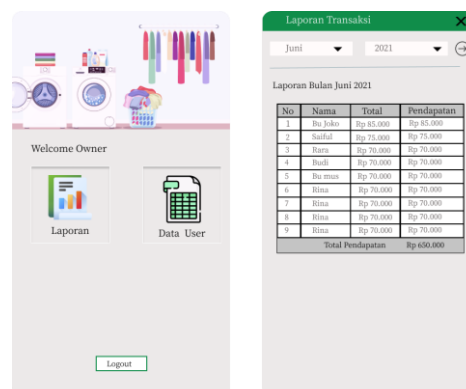 Welcome Owner
Laporan
Data User
Logout
Laporan Transaksi
Juni 2021
Laporan Bulan Juni 2021
No Nama Total Pendapatan
1 Bu Joko Rp 85.000 Rp 85.000
2 Saiful Rp 75.000 Rp 75.000
3 Rara Rp 70.000 Rp 70.000
4 Budi Rp 70.000 Rp 70.000
5 Bu mus Rp 70.000 Rp 70.000
6 Rina Rp 70.000 Rp 70.000
7 Rina Rp 70.000 Rp 70.000
8 Rina Rp 70.000 Rp 70.000
9 Rina Rp 70.000 Rp 70.000
Total Pendapatan Rp 650.000